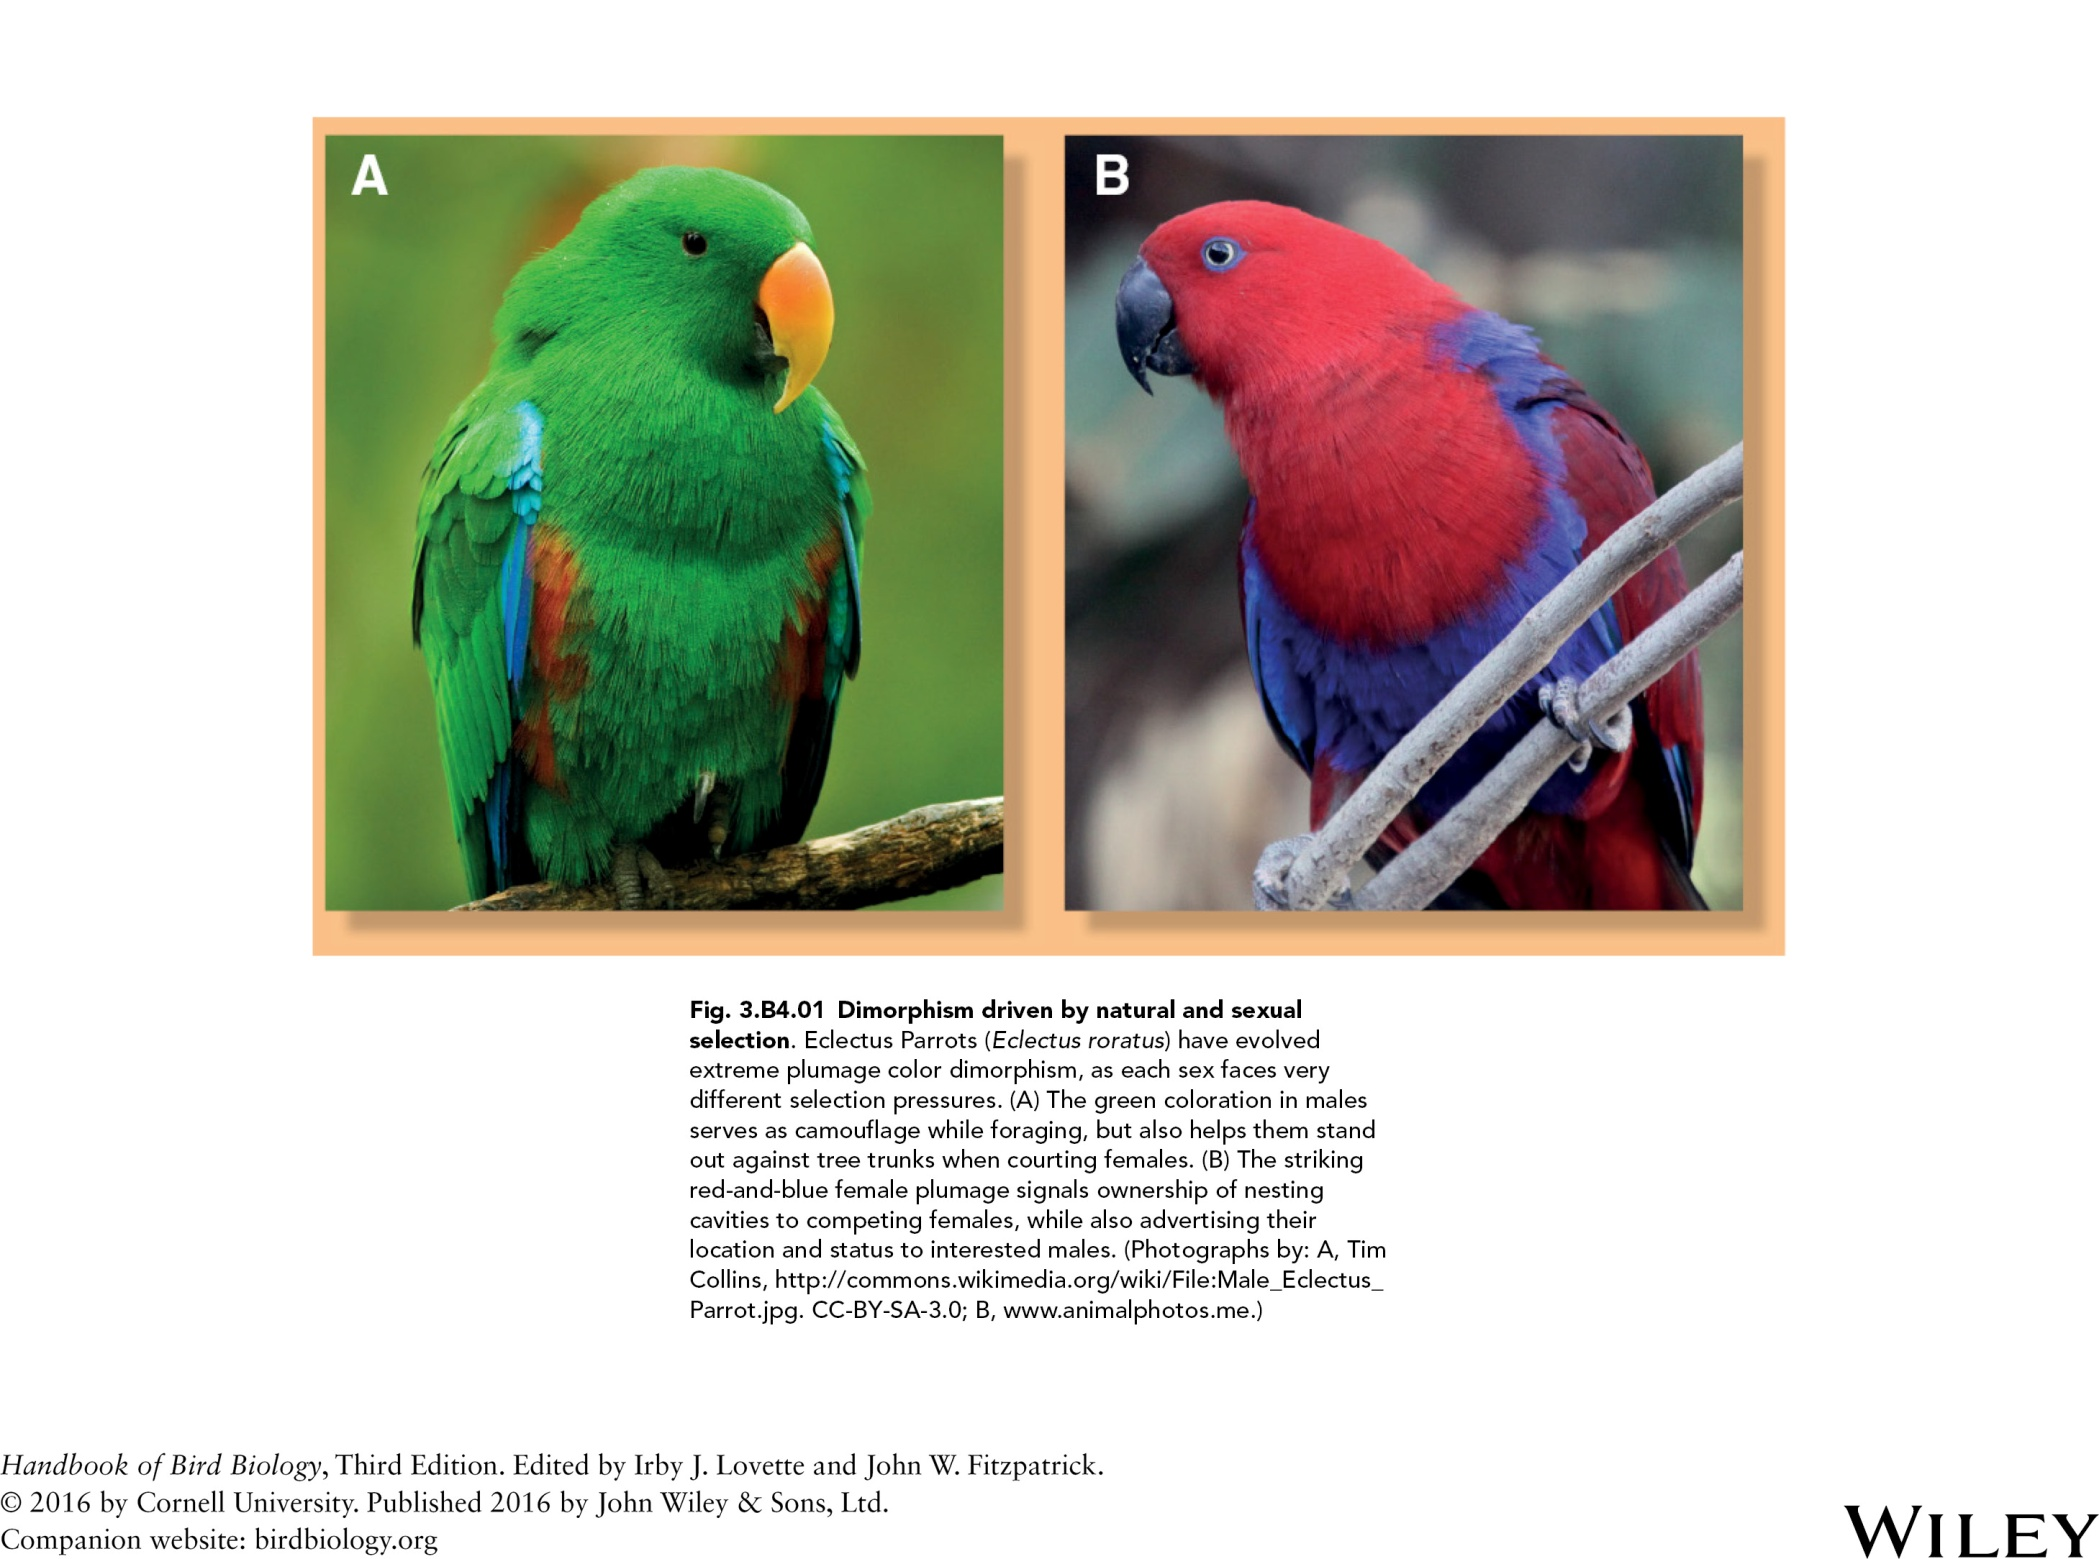 A
B
Fig. 3.B4.01 Dimorphism driven by natural and sexual
selection. Eclectus Parrots (Eclectus roratus) have evolved
extreme plumage color dimorphism, as each sex faces very
different selection pressures. (A) The green coloration in males
serves as camouflage while foraging, but also helps them stand
out against tree trunks when courting females. (B) The striking
red-and-blue female plumage signals ownership of nesting
cavities to competing females, while also advertising their
location and status to interested males. (Photographs by: A, Tim
Collins, http://commons.wikimedia.org/wiki/File:Male_Eclectus_
Parrot.jpg. CC-BY-SA-3.0; B, www.animalphotos.me.)
Handbook of Bird Biology, Third Edition. Edited by Irby J. Lovette and John W. Fitzpatrick.
© 2016 by Cornell University. Published 2016 by John Wiley & Sons, Ltd.
Companion website: birdbiology.org
WILEY